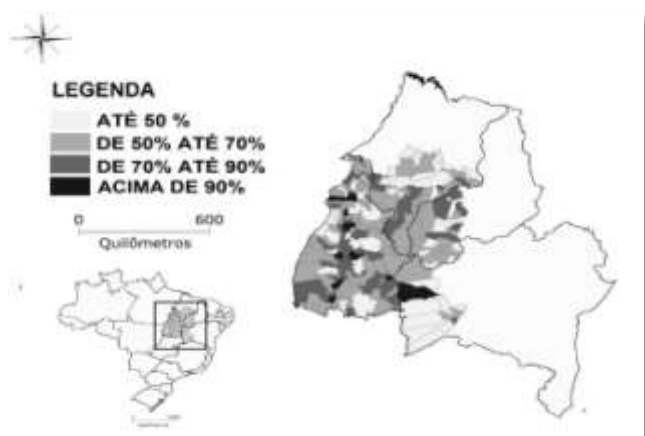 LEGENDA
ATÉ 50 %
DE 50% ATÉ 70%
DE 70% ATÉ 90%
ACIMA DE 90%
0 600
Quilômetros